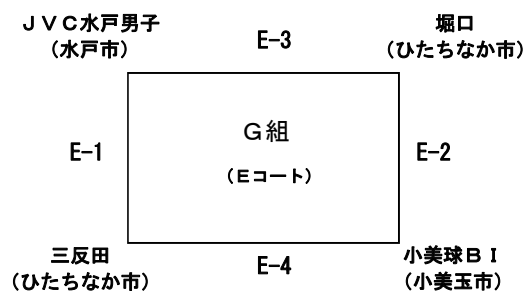 JVC水戸男子
(水戸市)
E-3
堀口
(ひたちなか市)
E-1
G組
(Eコート)
E-2
三反田
(ひたちなか市)
E-4
小美球BI
(小美玉市)